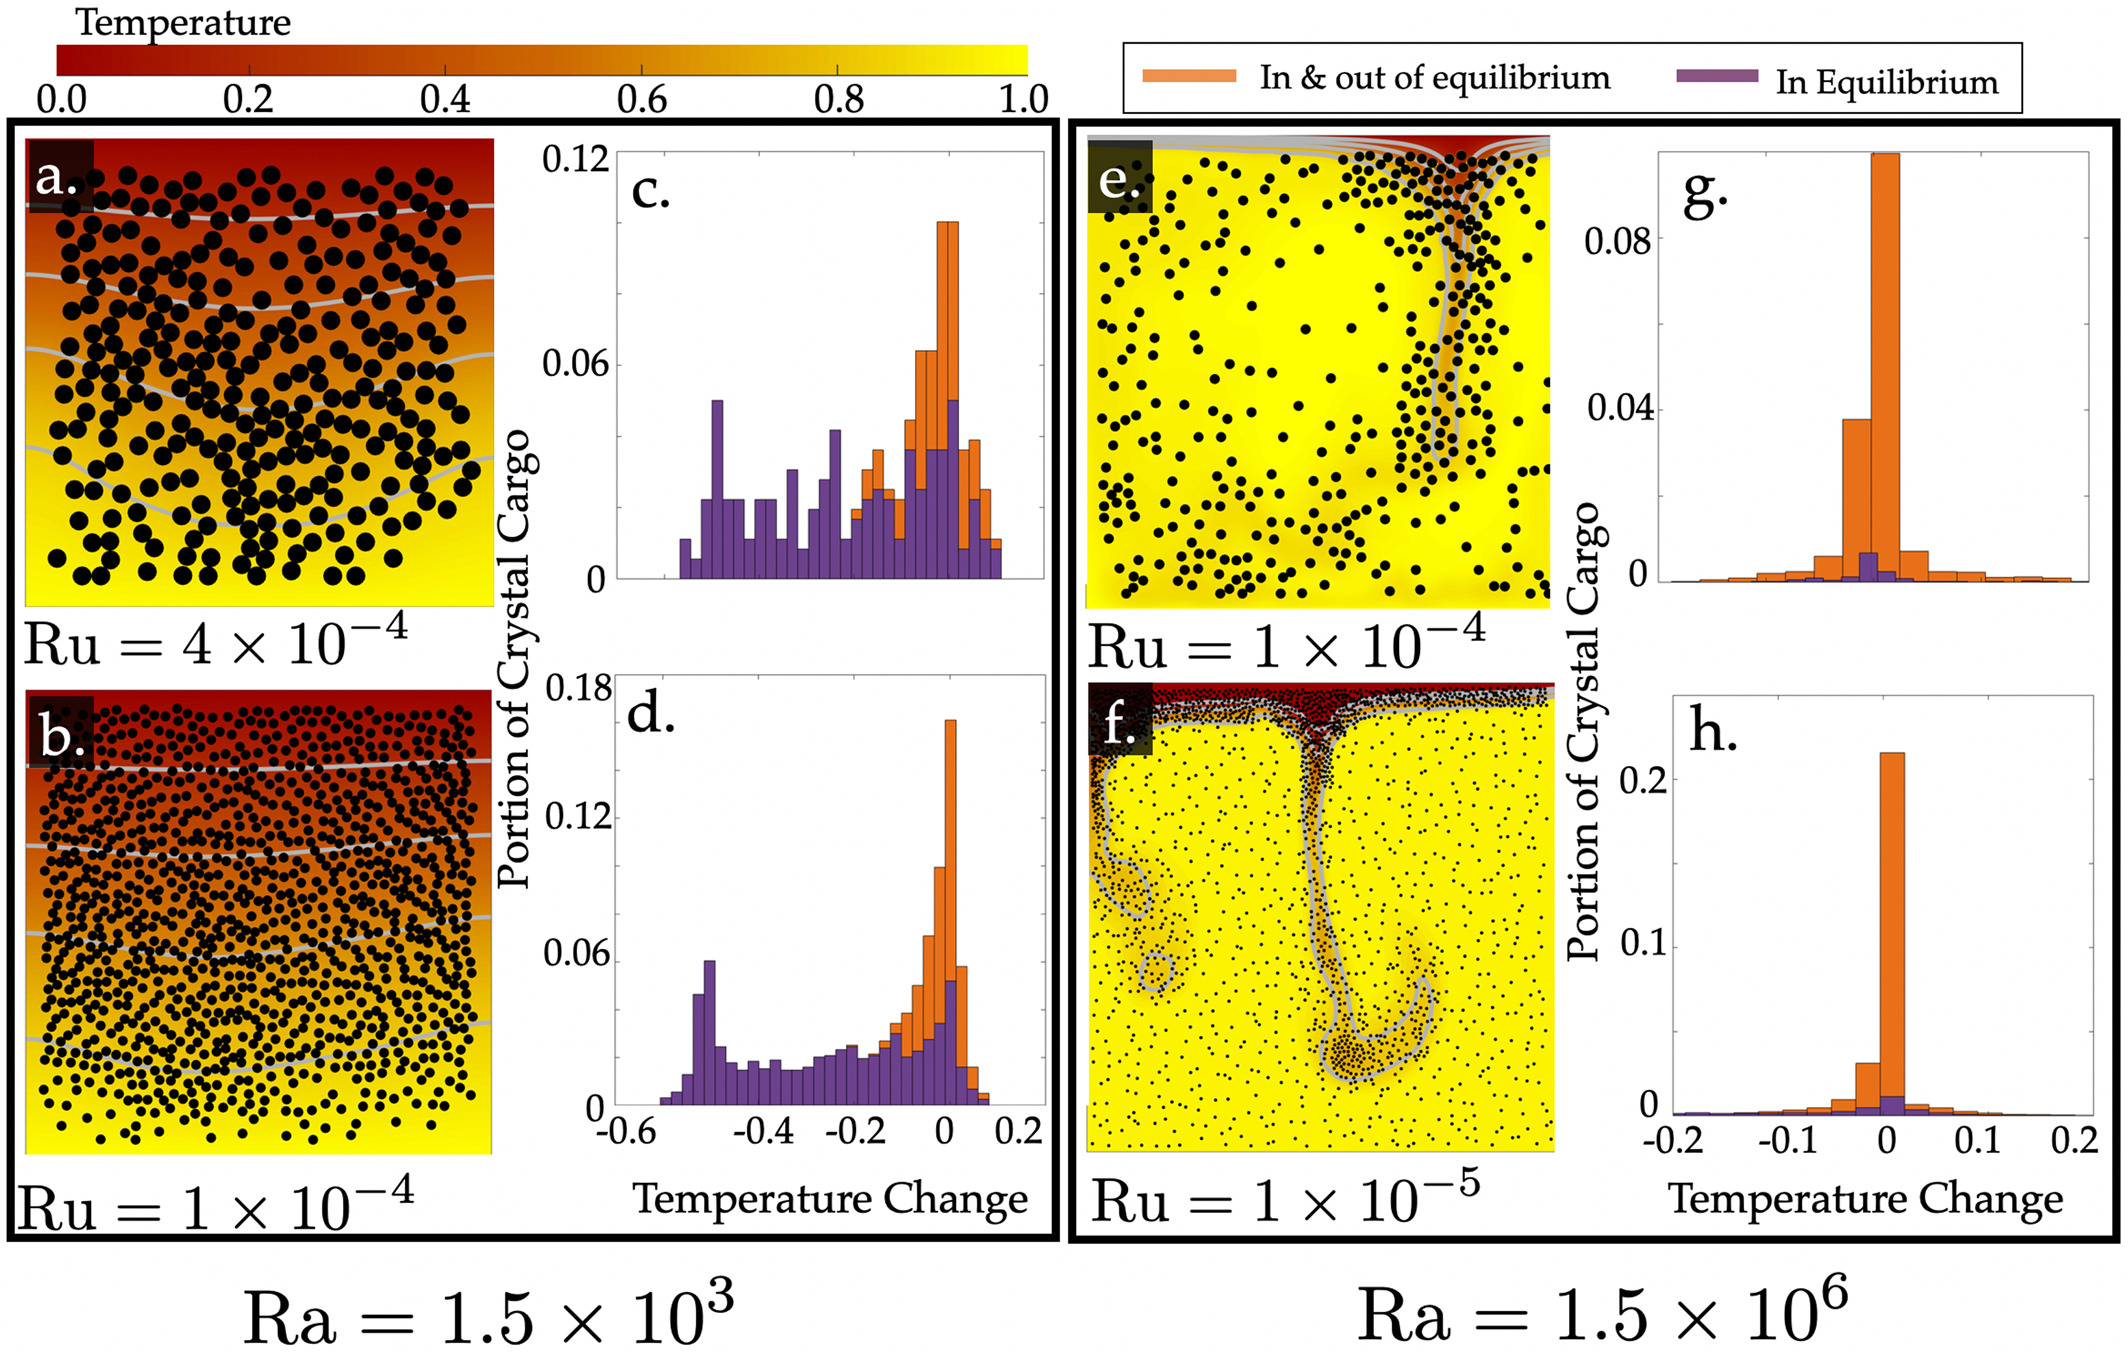 Temperature
0.0 0.2 0.4 0.6 0.8 1.0
In & out of equilibrium In Equilibrium
a.
Ru = 4 × 10⁻⁴
b.
Ru = 1 × 10⁻⁴
Portion of Crystal Cargo
c.
0.12
0.06
0
d.
0.18
0.12
0.06
0
-0.6 -0.4 -0.2 0 0.2
Temperature Change
Ra = 1.5 × 10³
e.
Ru = 1 × 10⁻⁴
f.
Ru = 1 × 10⁻⁵
Portion of Crystal Cargo
g.
0.08
0.04
0
h.
0.2
0.1
0
-0.2 -0.1 0 0.1 0.2
Temperature Change
Ra = 1.5 × 10⁶